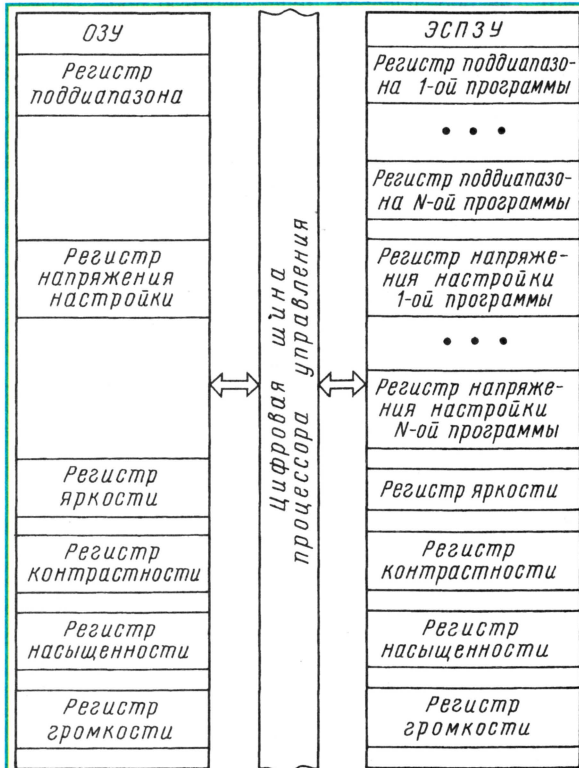 ОЗУ
Регистр
поддиапазона
Регистр
напряжения
настройки
Регистр
яркости
Регистр
контрастности
Регистр
насыщенности
Регистр
громкости
Цифровая шина
процессора управления
ЭСПЗУ
Регистр поддиапазо-
на 1-ой программы
• • •
Регистр поддиапазо-
на N-ой программы
Регистр напряже-
ния настройки
1-ой программы
• • •
Регистр напряже-
ния настройки
N-ой программы
Регистр яркости
Регистр
контрастности
Регистр
насыщенности
Регистр
громкости